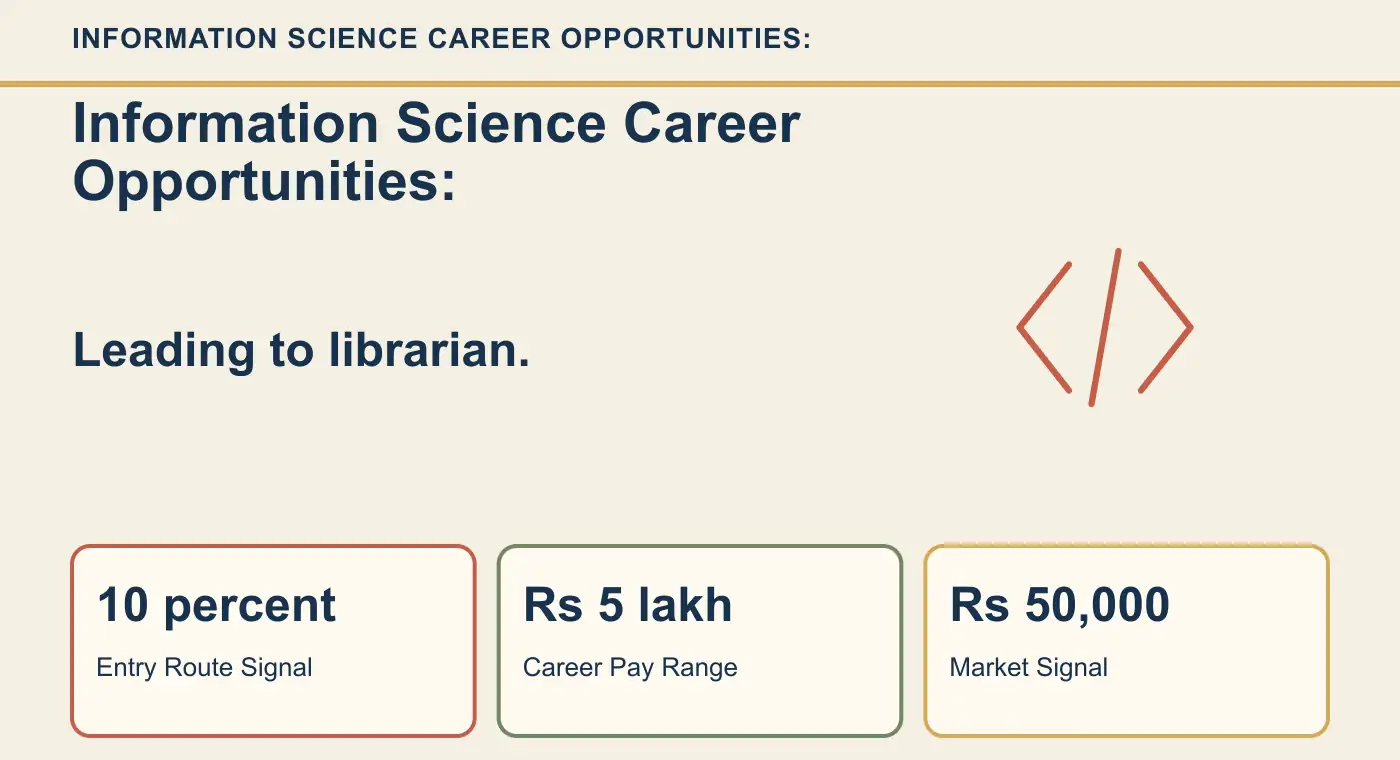 INFORMATION SCIENCE CAREER OPPORTUNITIES:
Information Science Career
Opportunities:
Leading to librarian.
10 percent
Entry Route Signal
Rs 5 lakh
Career Pay Range
Rs 50,000
Market Signal